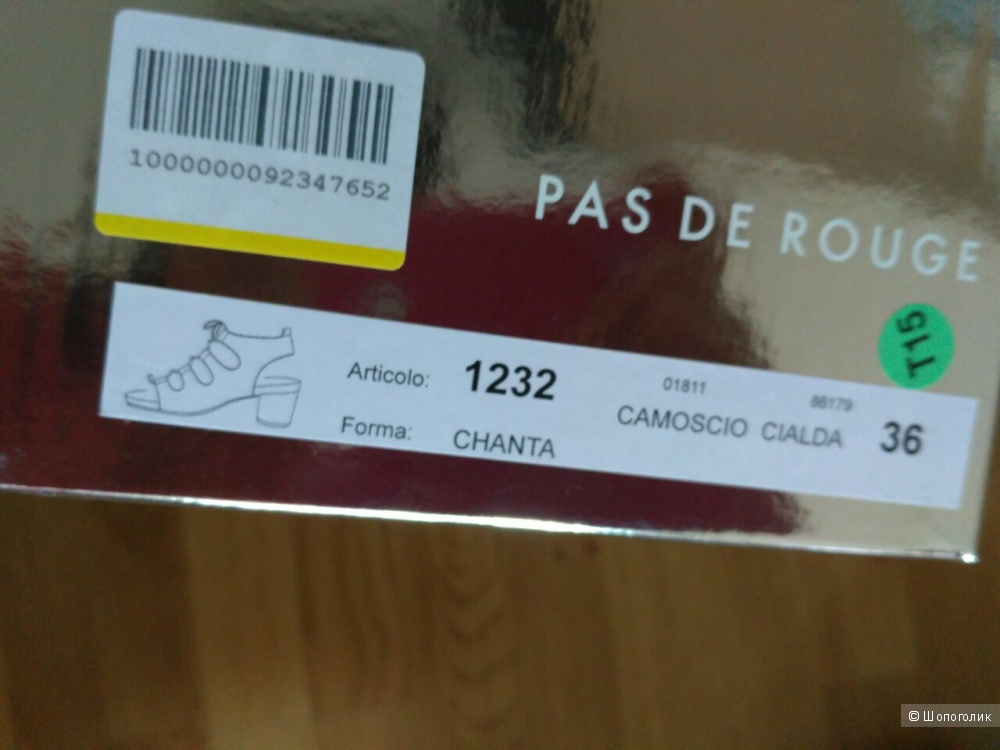 1000000092347652
PAS DE ROUGE
T15
Articolo: 1232 01811 86179
Forma: CHANTA CAMOSCIO CIALDA 36
© Шопоголик